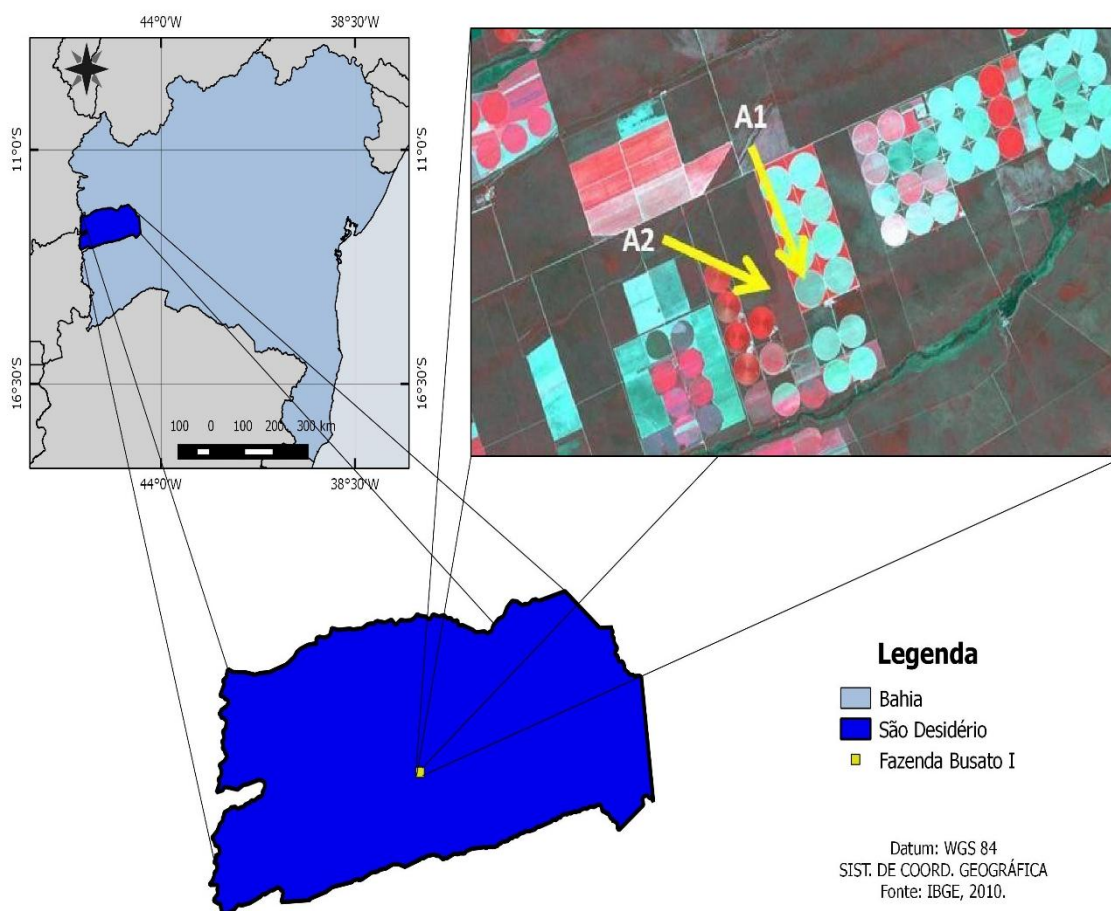 44°0'W
38°30'W
11°0'S
11°0'S
16°30'S
16°30'S
100 0 100 200 300 km
44°0'W
38°30'W
A1
A2
Legenda
Bahia
São Desidério
Fazenda Busato I
Datum: WGS 84
SIST. DE COORD. GEOGRÁFICA
Fonte: IBGE, 2010.